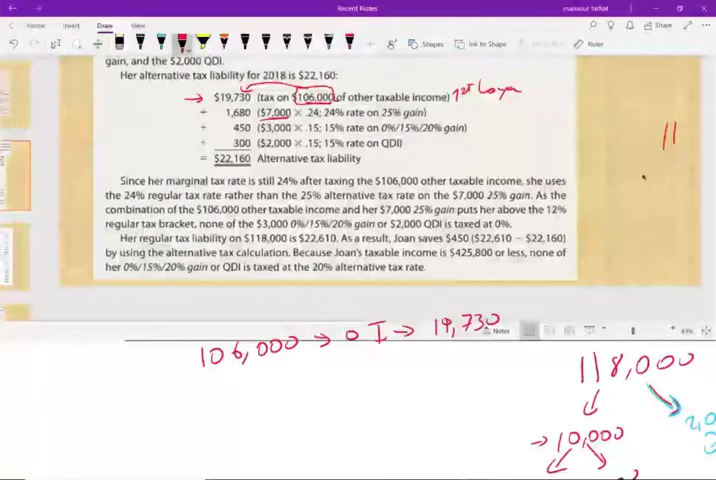 Recent Notes
mansour farhat
Home Insert Draw View
Share
Shapes Ink to Shape Ruler
gain, and the $2,000 QDI.
Her alternative tax liability for 2018 is $22,160:
$19,730 (tax on $106,000 of other taxable income) 1st Layer
+ 1,680 ($7,000 × .24; 24% rate on 25% gain)
+ 450 ($3,000 × .15; 15% rate on 0%/15%/20% gain)
+ 300 ($2,000 × .15; 15% rate on QDI)
= $22,160 Alternative tax liability
11
Since her marginal tax rate is still 24% after taxing the $106,000 other taxable income, she uses
the 24% regular tax rate rather than the 25% alternative tax rate on the $7,000 25% gain. As the
combination of the $106,000 other taxable income and her $7,000 25% gain puts her above the 12%
regular tax bracket, none of the $3,000 0%/15%/20% gain or $2,000 QDI is taxed at 0%.
Her regular tax liability on $118,000 is $22,610. As a result, Joan saves $450 ($22,610 − $22,160)
by using the alternative tax calculation. Because Joan's taxable income is $425,800 or less, none of
her 0%/15%/20% gain or QDI is taxed at the 20% alternative tax rate.
Notes
106,000 → O I → 19,730
118,000
→ 10,000